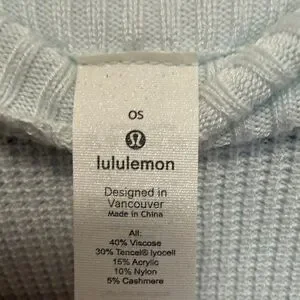 OS
lululemon
Designed in
Vancouver
Made in China
All:
40% Viscose
30% Tencel® lyocell
15% Acrylic
10% Nylon
5% Cashmere